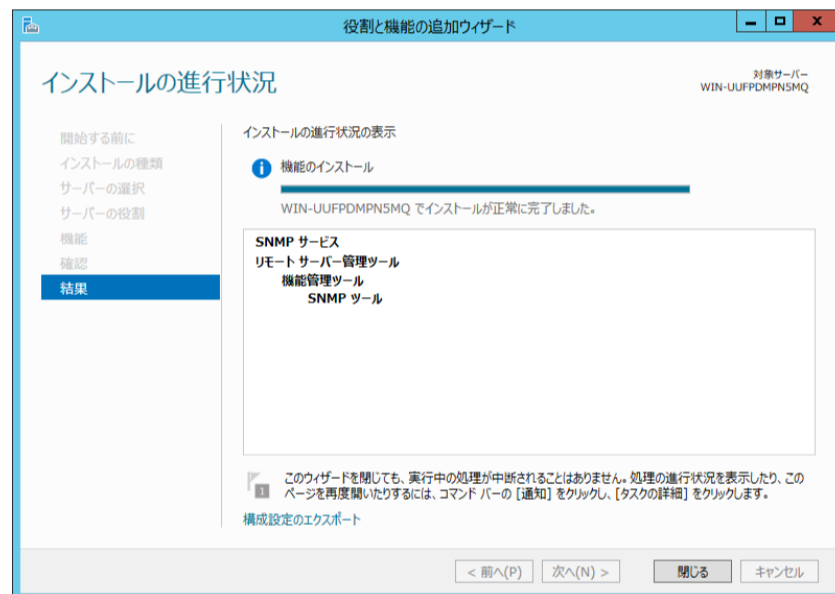 役割と機能の追加ウィザード
インストールの進行状況
対象サーバー
WIN-UUFPDMPN5MQ
開始する前に
インストールの種類
サーバーの選択
サーバーの役割
機能
確認
結果
インストールの進行状況の表示
機能のインストール
WIN-UUFPDMPN5MQ でインストールが正常に完了しました。
SNMP サービス
リモート サーバー管理ツール
機能管理ツール
SNMP ツール
1
このウィザードを閉じても、実行中の処理が中断されることはありません。処理の進行状況を表示したり、この
ページを再度開いたりするには、コマンド バーの [通知] をクリックし、[タスクの詳細] をクリックします。
構成設定のエクスポート
< 前へ(P)
次へ(N) >
閉じる
キャンセル